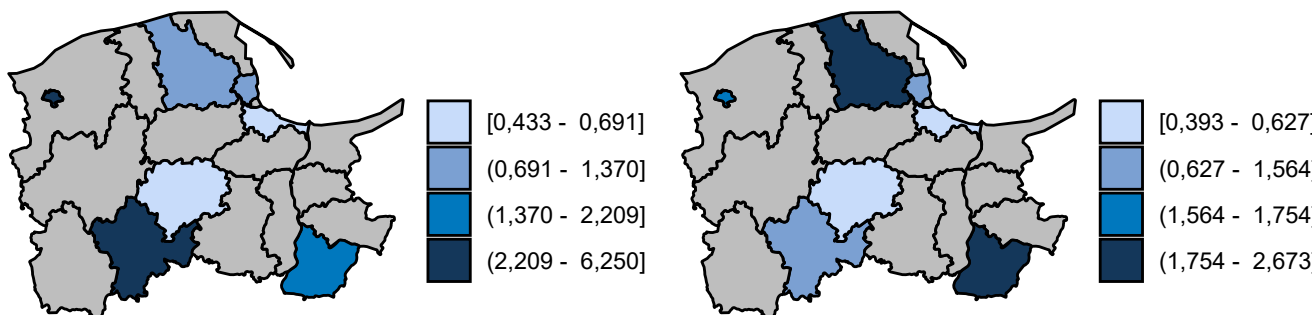 [0,433 - 0,691]
(0,691 - 1,370]
(1,370 - 2,209]
(2,209 - 6,250]
[0,393 - 0,627]
(0,627 - 1,564]
(1,564 - 1,754]
(1,754 - 2,673]